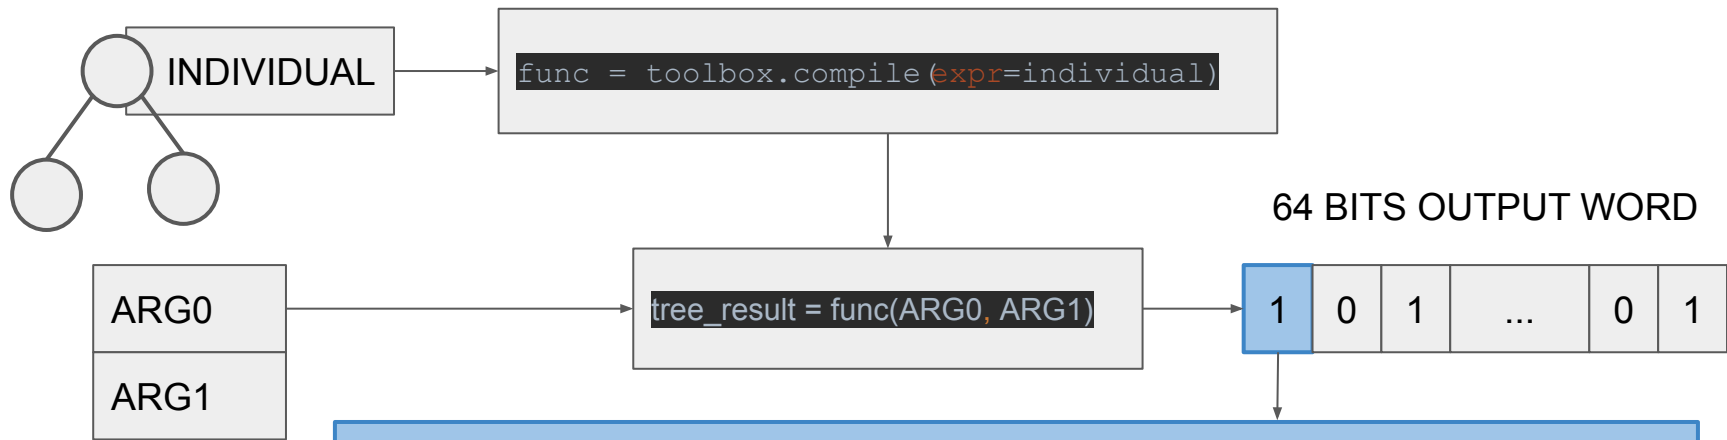 INDIVIDUAL
func = toolbox.compile(expr=individual)
64 BITS OUTPUT WORD
ARG0
tree_result = func(ARG0, ARG1)
1 0 1 ... 0 1
ARG1